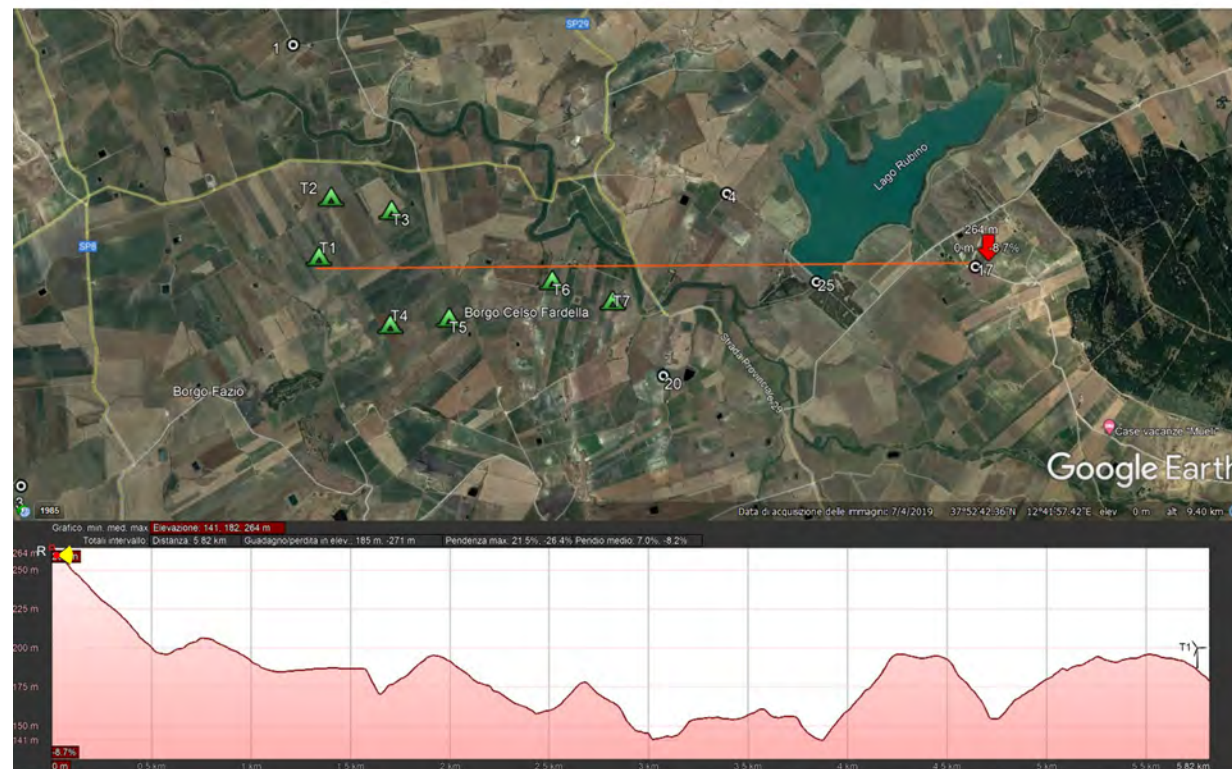 SP29
1
Lago Rubino
T2
T3
4
264 m
0 m -8.7%
SP8
T1
17
T6
25
T7
T4
T5
Borgo Celso Fardella
Strada Provinciale 29
20
Borgo Fazio
Case vacanze "Mueli"
Google Earth
3
1985
Data di acquisizione delle immagini: 7/4/2019 37°52'42.36"N 12°41'57.42"E elev 0 m alt 9.40 km
Grafico: min. med. max Elevazione: 141, 182, 264 m
Totali intervallo: Distanza: 5.82 km Guadagno/perdita in elev.: 185 m, -271 m Pendenza max: 21.5%, -26.4% Pendio medio: 7.0%, -8.2%
R
264 m
250 m
225 m
200 m
T1
175 m
150 m
141 m
-8.7%
0 m 0.5 km 1 km 1.5 km 2 km 2.5 km 3 km 3.5 km 4 km 4.5 km 5 km 5.5 km 5.82 km